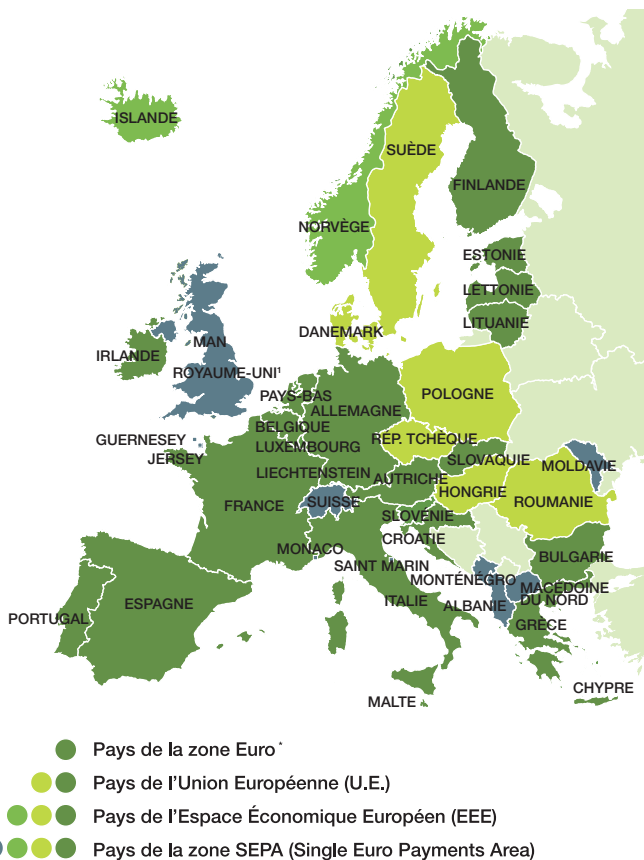 ISLANDE
SUÈDE
FINLANDE
NORVÈGE
ESTONIE
LETTONIE
LITUANIE
DANEMARK
MAN
IRLANDE
ROYAUME-UNI¹
POLOGNE
PAYS-BAS
ALLEMAGNE
BELGIQUE
RÉP. TCHÈQUE
GUERNESEY
LUXEMBOURG
JERSEY
SLOVAQUIE
MOLDAVIE
LIECHTENSTEIN
AUTRICHE
HONGRIE
FRANCE
SUISSE
ROUMANIE
SLOVÉNIE
CROATIE
MONACO
BULGARIE
SAINT MARIN
MONTÉNÉGRO
MACÉDOINE
DU NORD
ESPAGNE
ITALIE
ALBANIE
PORTUGAL
GRÈCE
CHYPRE
MALTE
Pays de la zone Euro *
Pays de l'Union Européenne (U.E.)
Pays de l'Espace Économique Européen (EEE)
Pays de la zone SEPA (Single Euro Payments Area)